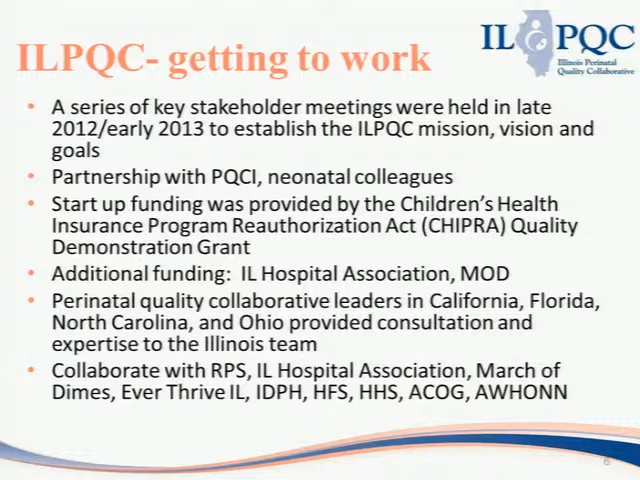 IL PQC
Illinois Perinatal
Quality Collaborative
ILPQC- getting to work
• A series of key stakeholder meetings were held in late
2012/early 2013 to establish the ILPQC mission, vision and
goals
• Partnership with PQCI, neonatal colleagues
• Start up funding was provided by the Children's Health
Insurance Program Reauthorization Act (CHIPRA) Quality
Demonstration Grant
• Additional funding: IL Hospital Association, MOD
• Perinatal quality collaborative leaders in California, Florida,
North Carolina, and Ohio provided consultation and
expertise to the Illinois team
• Collaborate with RPS, IL Hospital Association, March of
Dimes, Ever Thrive IL, IDPH, HFS, HHS, ACOG, AWHONN